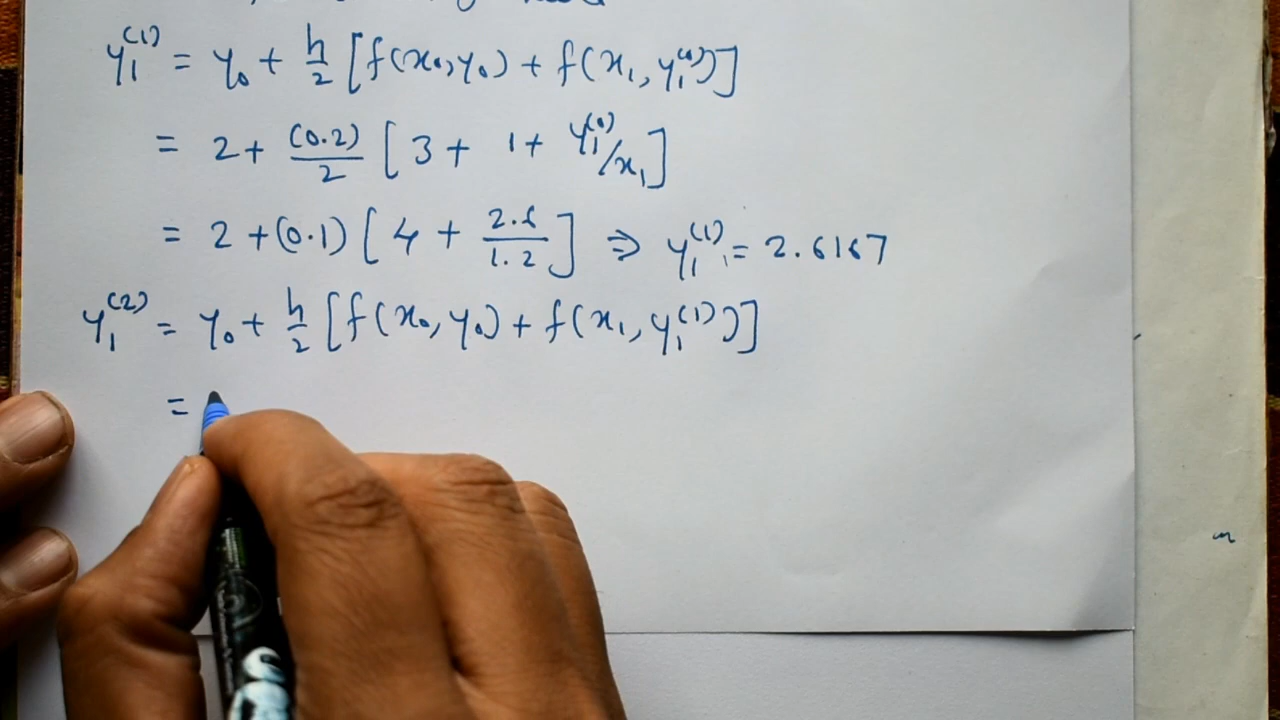 y₁⁽¹⁾ = y₀ + h/2 [f(x₀,y₀) + f(x₁, y₁⁽⁰⁾)]
= 2 + (0.2)/2 [3 + 1 + y₁⁽⁰⁾/x₁]
= 2 + (0.1) [4 + 2.6/1.2] ⇒ y₁⁽¹⁾ = 2.6167
y₁⁽²⁾ = y₀ + h/2 [f(x₀, y₀) + f(x₁, y₁⁽¹⁾)]
=